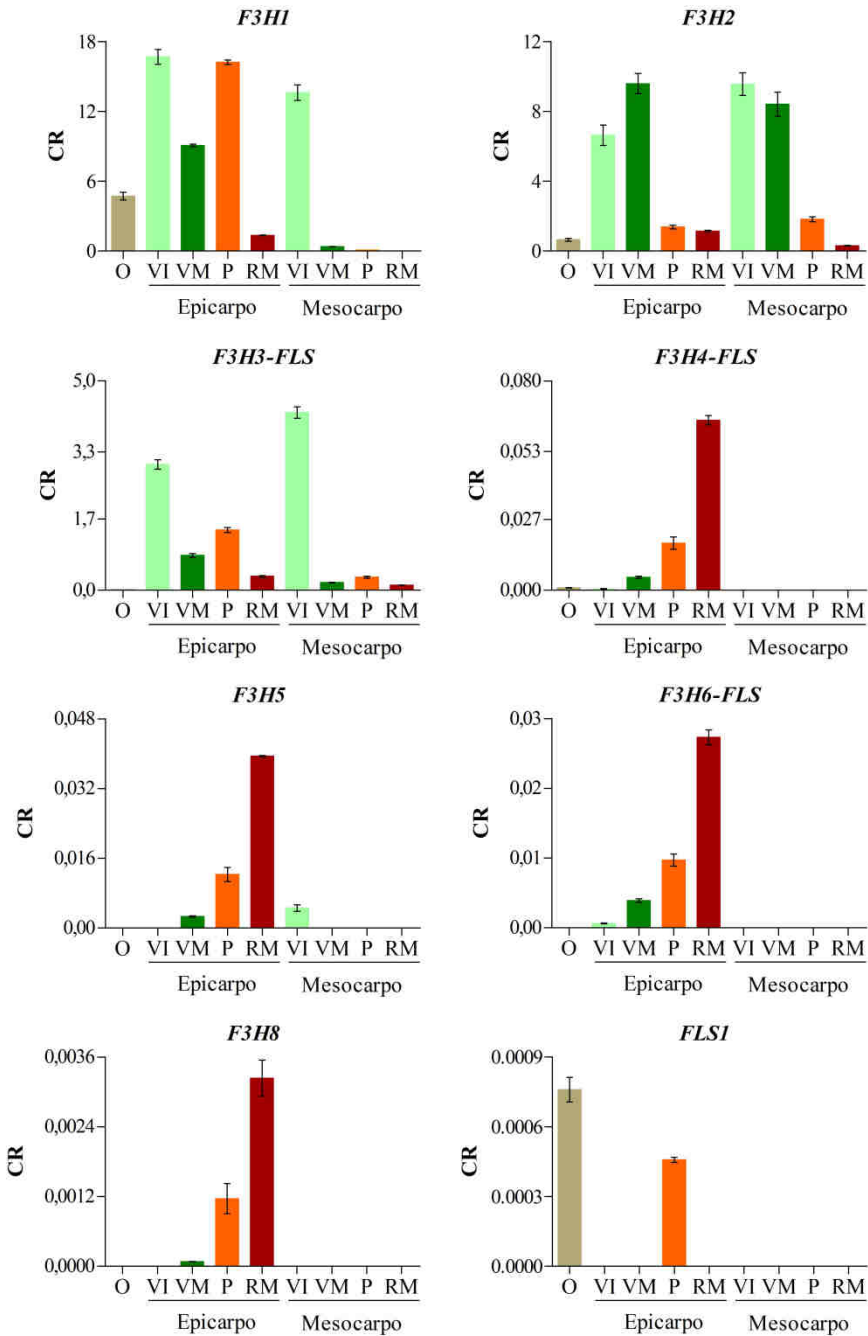 F3H1
CR
18
12
6
0
O VI VM P RM VI VM P RM
Epicarpo Mesocarpo
F3H2
CR
12
8
4
0
O VI VM P RM VI VM P RM
Epicarpo Mesocarpo
F3H3-FLS
CR
5,0
3,3
1,7
0,0
O VI VM P RM VI VM P RM
Epicarpo Mesocarpo
F3H4-FLS
CR
0,080
0,053
0,027
0,000
O VI VM P RM VI VM P RM
Epicarpo Mesocarpo
F3H5
CR
0,048
0,032
0,016
0,00
O VI VM P RM VI VM P RM
Epicarpo Mesocarpo
F3H6-FLS
CR
0,03
0,02
0,01
0,00
O VI VM P RM VI VM P RM
Epicarpo Mesocarpo
F3H8
CR
0,0036
0,0024
0,0012
0,0000
O VI VM P RM VI VM P RM
Epicarpo Mesocarpo
FLS1
CR
0.0009
0.0006
0.0003
0.0000
O VI VM P RM VI VM P RM
Epicarpo Mesocarpo